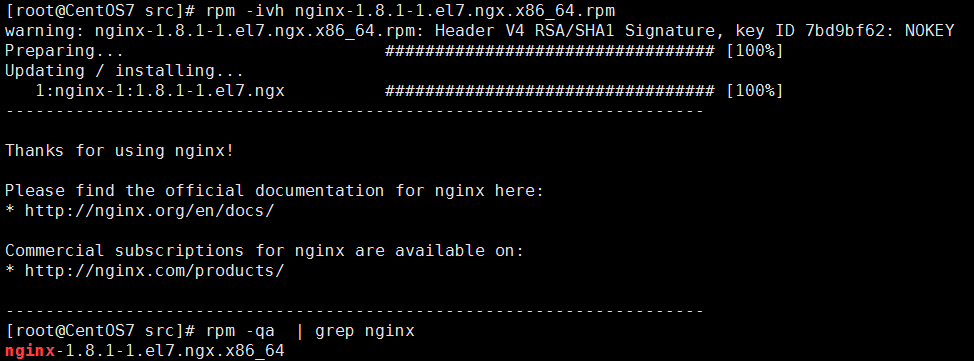 [root@CentOS7 src]# rpm -ivh nginx-1.8.1-1.el7.ngx.x86_64.rpm
warning: nginx-1.8.1-1.el7.ngx.x86_64.rpm: Header V4 RSA/SHA1 Signature, key ID 7bd9bf62: NOKEY
Preparing...                          ################################# [100%]
Updating / installing...
   1:nginx-1:1.8.1-1.el7.ngx          ################################# [100%]
----------------------------------------------------------------------

Thanks for using nginx!

Please find the official documentation for nginx here:
* http://nginx.org/en/docs/

Commercial subscriptions for nginx are available on:
* http://nginx.com/products/

----------------------------------------------------------------------
[root@CentOS7 src]# rpm -qa  | grep nginx
nginx-1.8.1-1.el7.ngx.x86_64